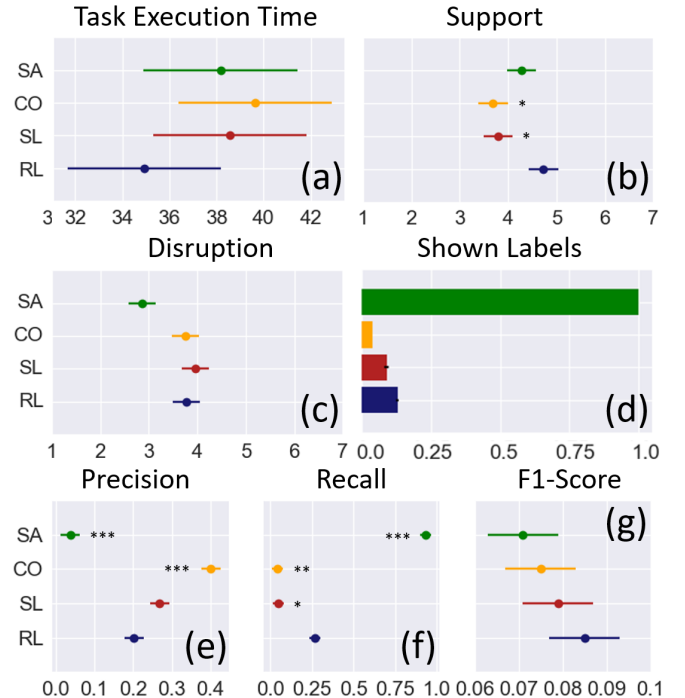 Task Execution Time
Support
SA
CO
SL
RL
(a)
3 32 34 36 38 40 42
* 
*
(b)
1 2 3 4 5 6 7
Disruption
Shown Labels
SA
CO
SL
RL
(c)
1 2 3 4 5 6 7
(d)
0.0 0.25 0.5 0.75 1.0
Precision
Recall
F1-Score
SA
CO
SL
RL
***
***
(e)
0.0 0.1 0.2 0.3 0.4
***
**
*
(f)
0.0 0.25 0.5 0.75 1.0
(g)
0.06 0.07 0.08 0.09 0.1